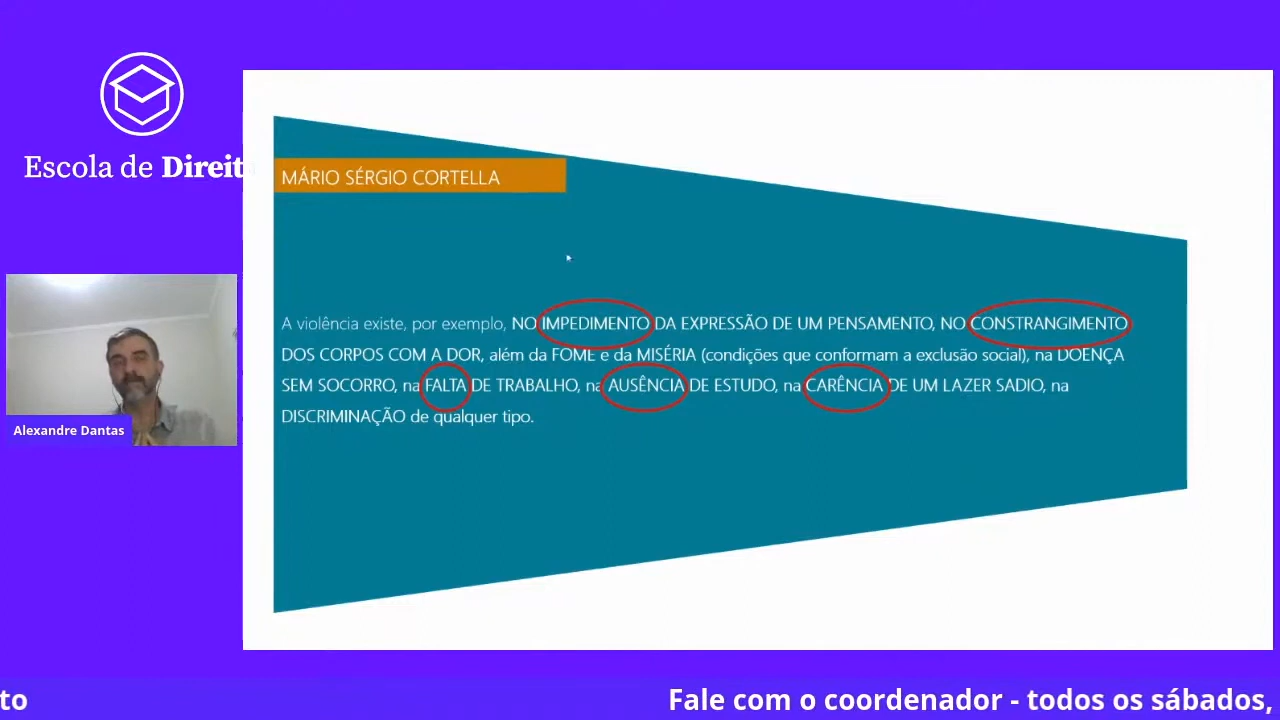 Escola de Direit
MÁRIO SÉRGIO CORTELLA
A violência existe, por exemplo, NO IMPEDIMENTO DA EXPRESSÃO DE UM PENSAMENTO, NO CONSTRANGIMENTO
DOS CORPOS COM A DOR, além da FOME e da MISÉRIA (condições que conformam a exclusão social), na DOENÇA
SEM SOCORRO, na FALTA DE TRABALHO, na AUSÊNCIA DE ESTUDO, na CARÊNCIA DE UM LAZER SADIO, na
DISCRIMINAÇÃO de qualquer tipo.
Alexandre Dantas
to
Fale com o coordenador - todos os sábados,